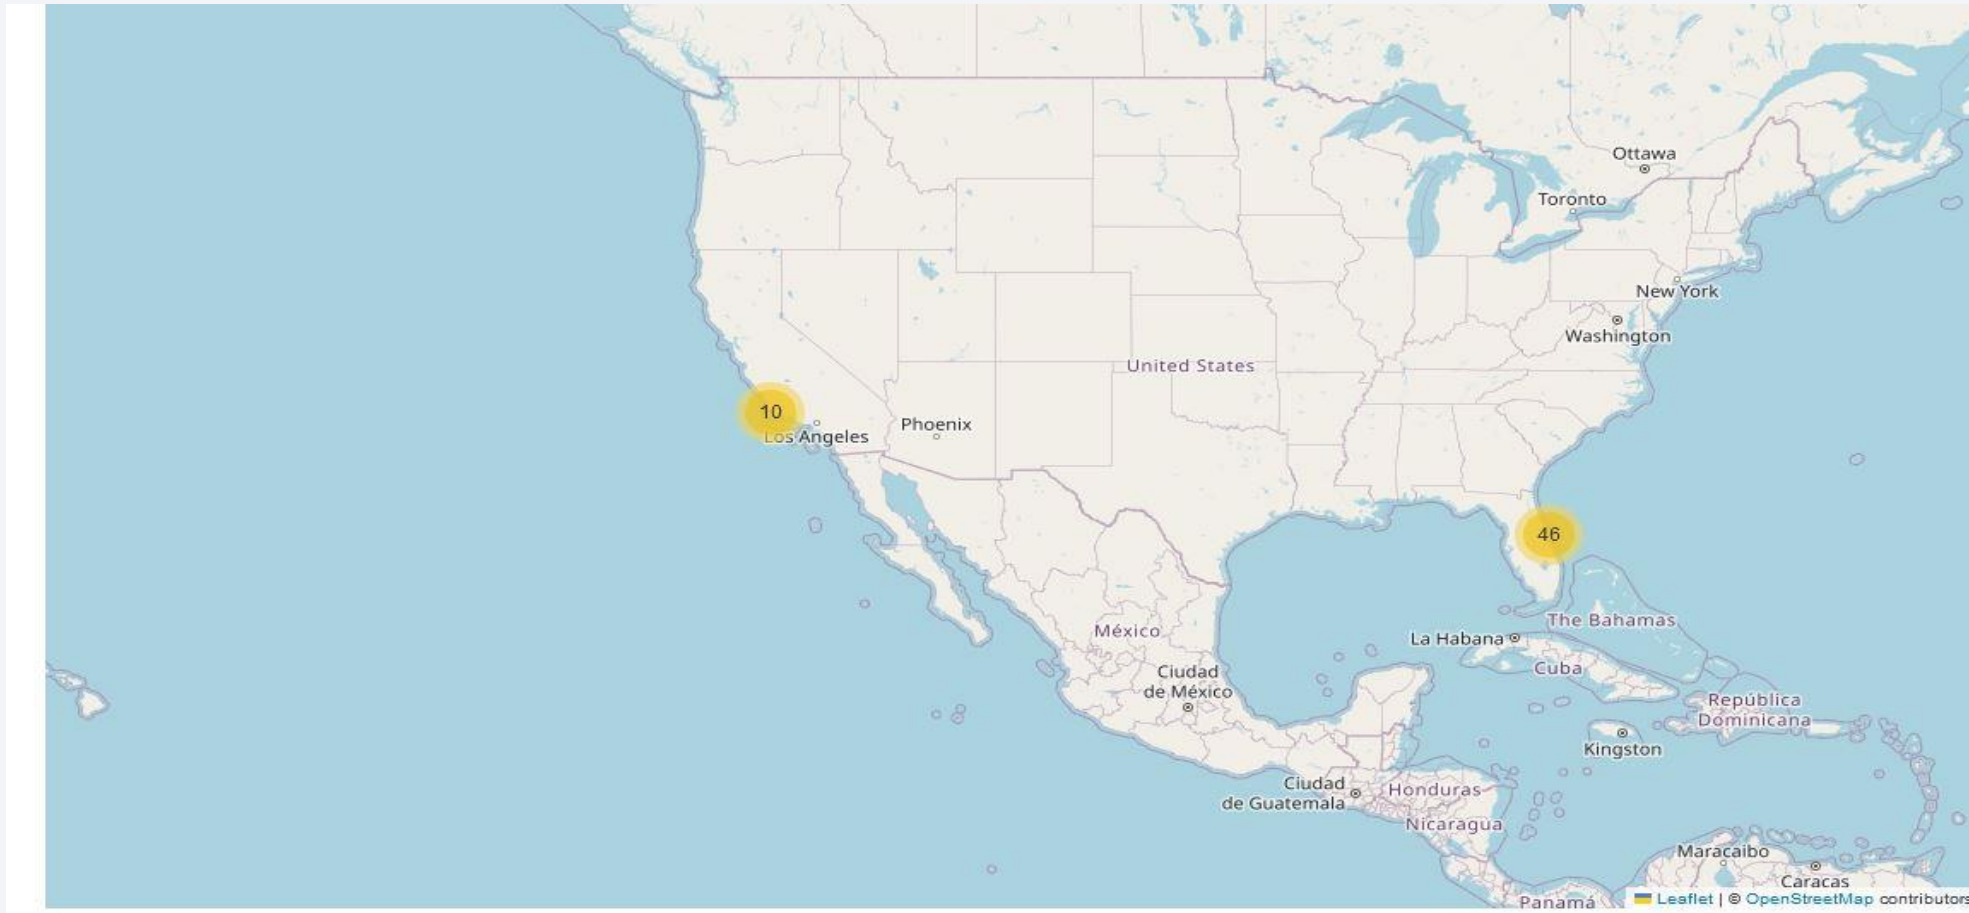 Ottawa
Toronto
New York
Washington
United States
10
Los Angeles
Phoenix
46
The Bahamas
La Habana
México
Cuba
Ciudad
de México
República
Dominicana
Kingston
Ciudad
de Guatemala
Honduras
Nicaragua
Maracaibo
Caracas
Panamá
Leaflet | © OpenStreetMap contributors